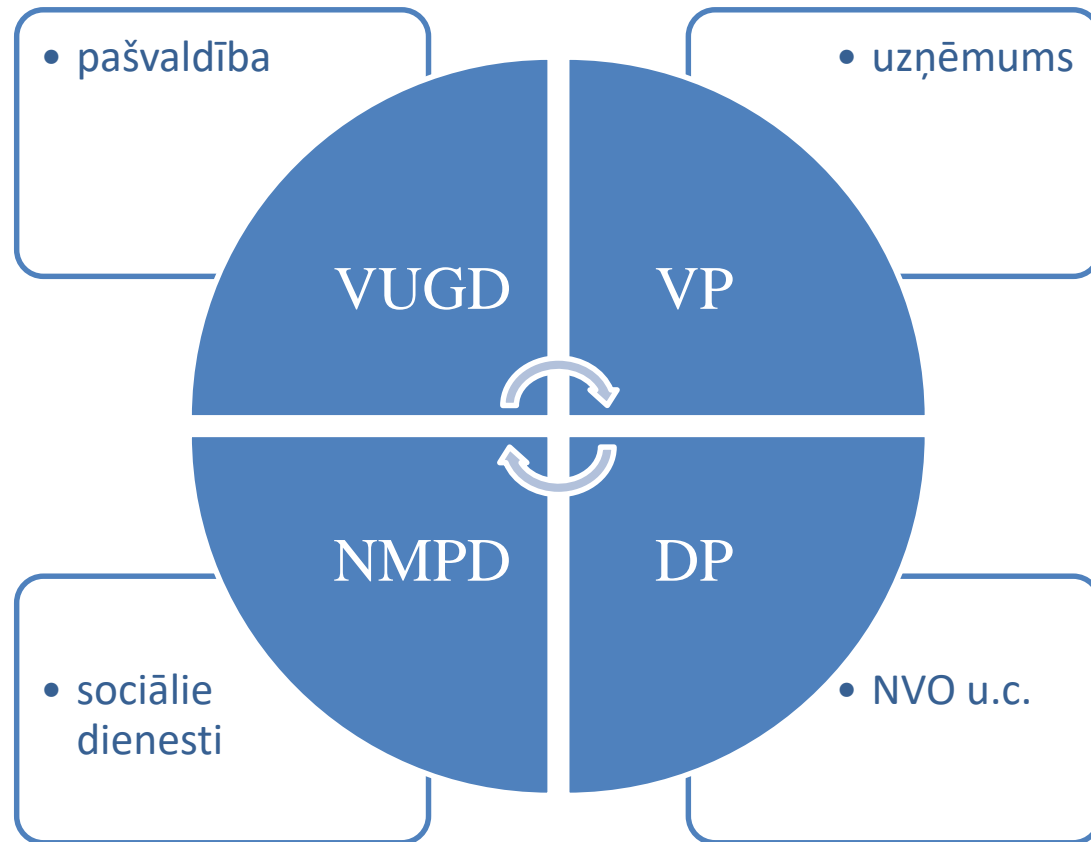 • pašvaldība
• uzņēmums
VUGD
VP
NMPD
DP
• sociālie
dienesti
• NVO u.c.